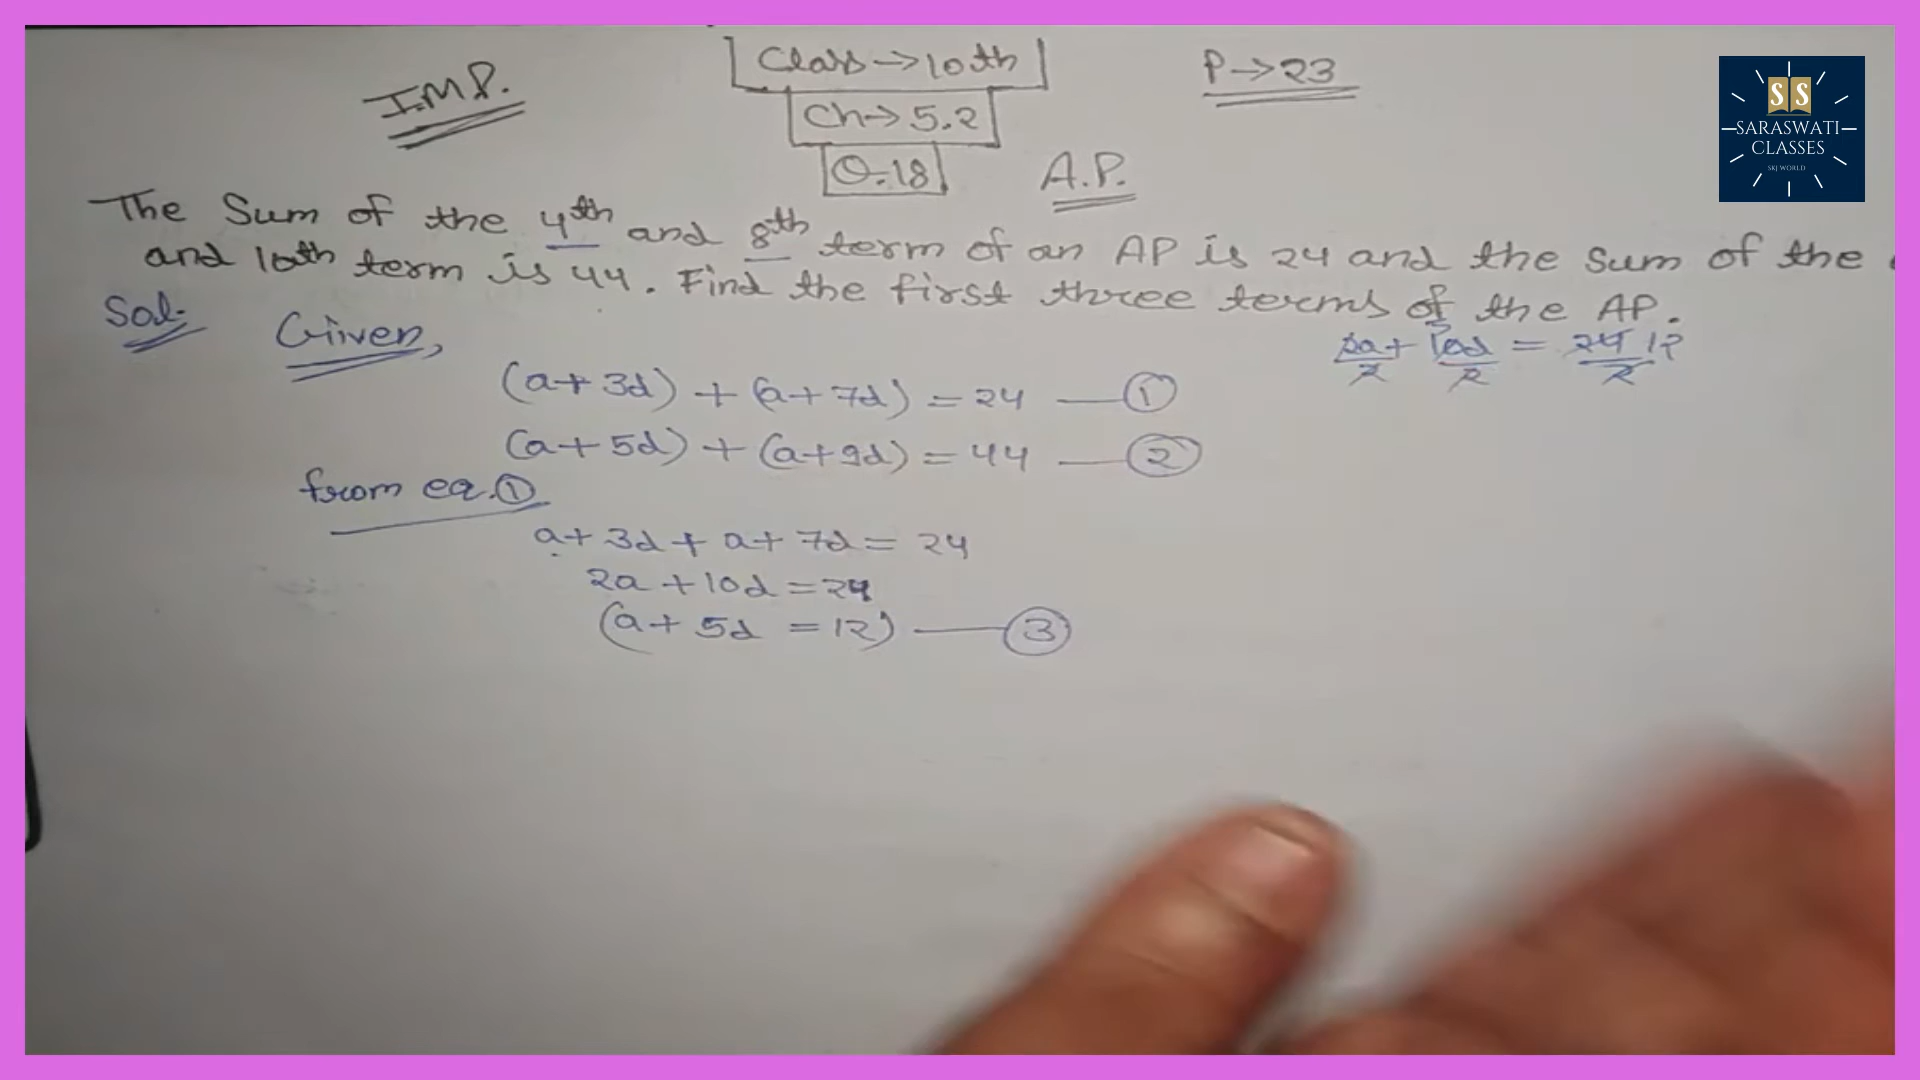 I.M.P.
Class→10th
P→23
Ch→5.2
Q.18
A.P.
SS
SARASWATI
CLASSES
SKJ WORLD
The Sum of the 4th and 8th term of an AP is 24 and the sum of the
and 10th term is 44. Find the first three terms of the AP.
Sol.
Given,
2a/2 + 10d/2 5 = 24/2 12
(a+3d)+(a+7d)=24 —①
(a+5d)+(a+9d)=44 —②
from eq.①
a+3d+a+7d=24
2a+10d=24
(a+5d=12) —③